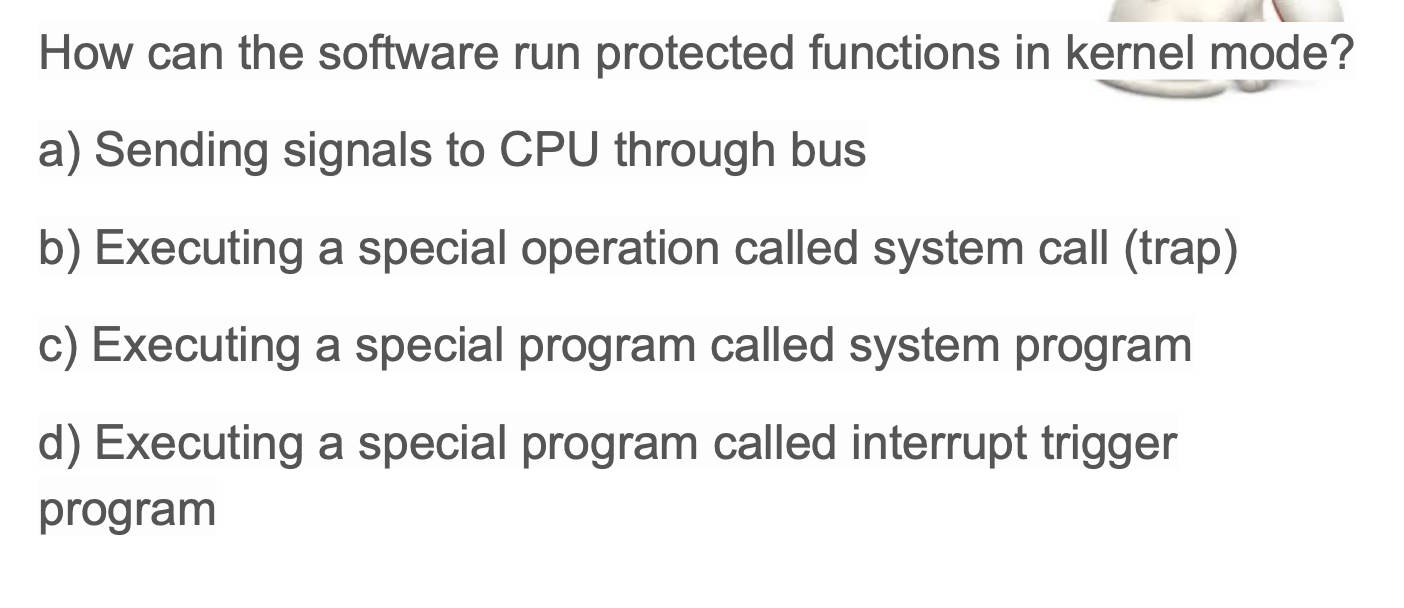 How can the software run protected functions in kernel mode?
a) Sending signals to CPU through bus
b) Executing a special operation called system call (trap)
c) Executing a special program called system program
d) Executing a special program called interrupt trigger
program